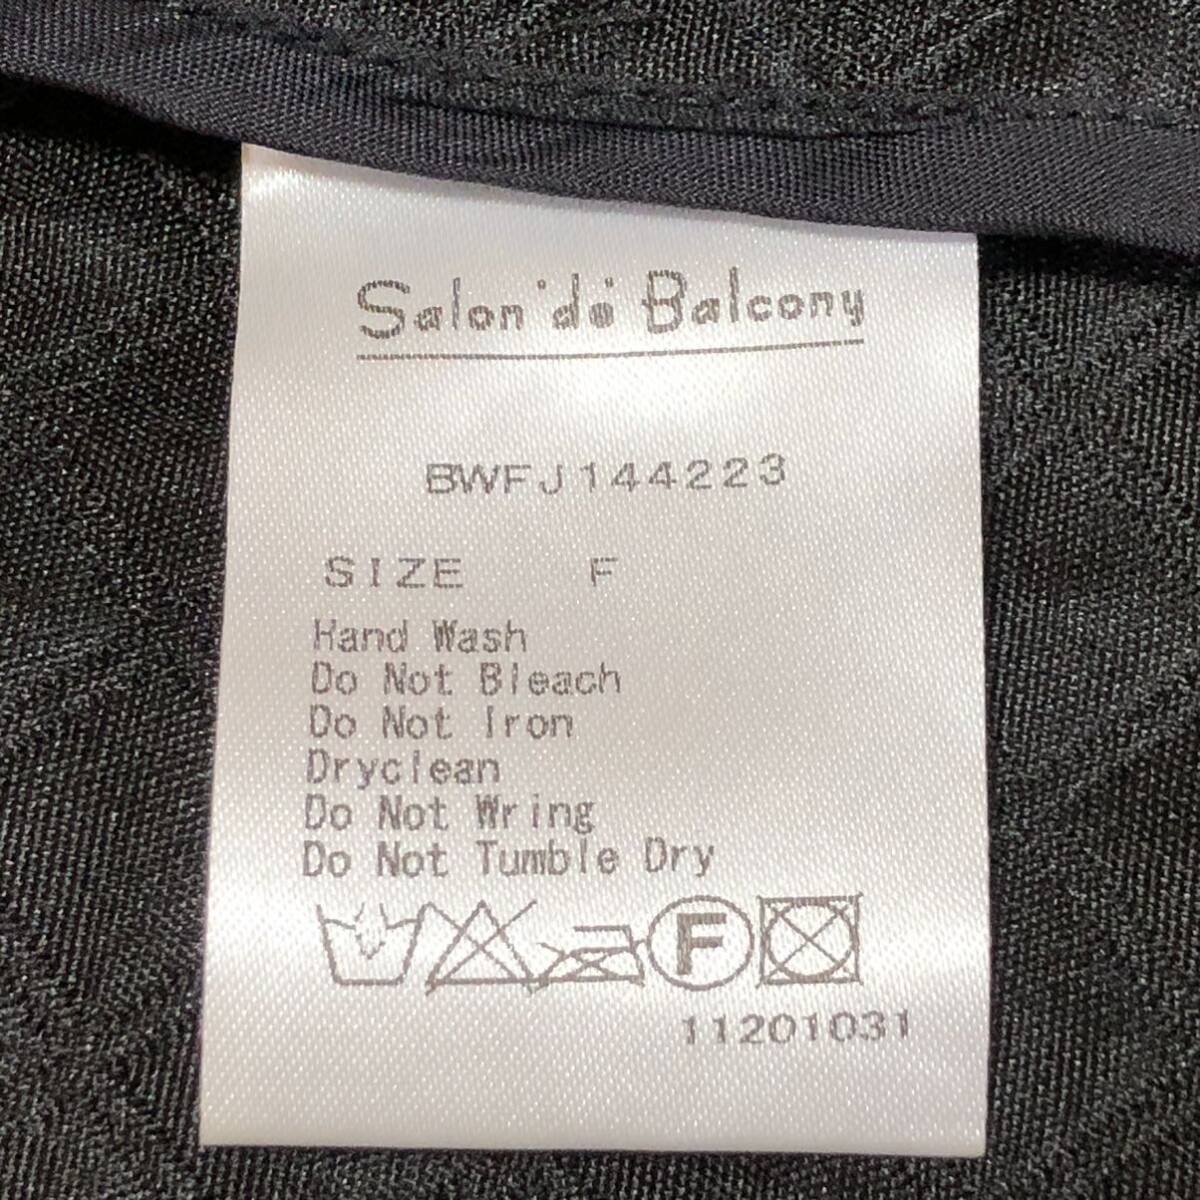 Salon de Balcony
BWFJ144223
SIZE F
Hand Wash
Do Not Bleach
Do Not Iron
Dryclean
Do Not Wring
Do Not Tumble Dry
F
11201031